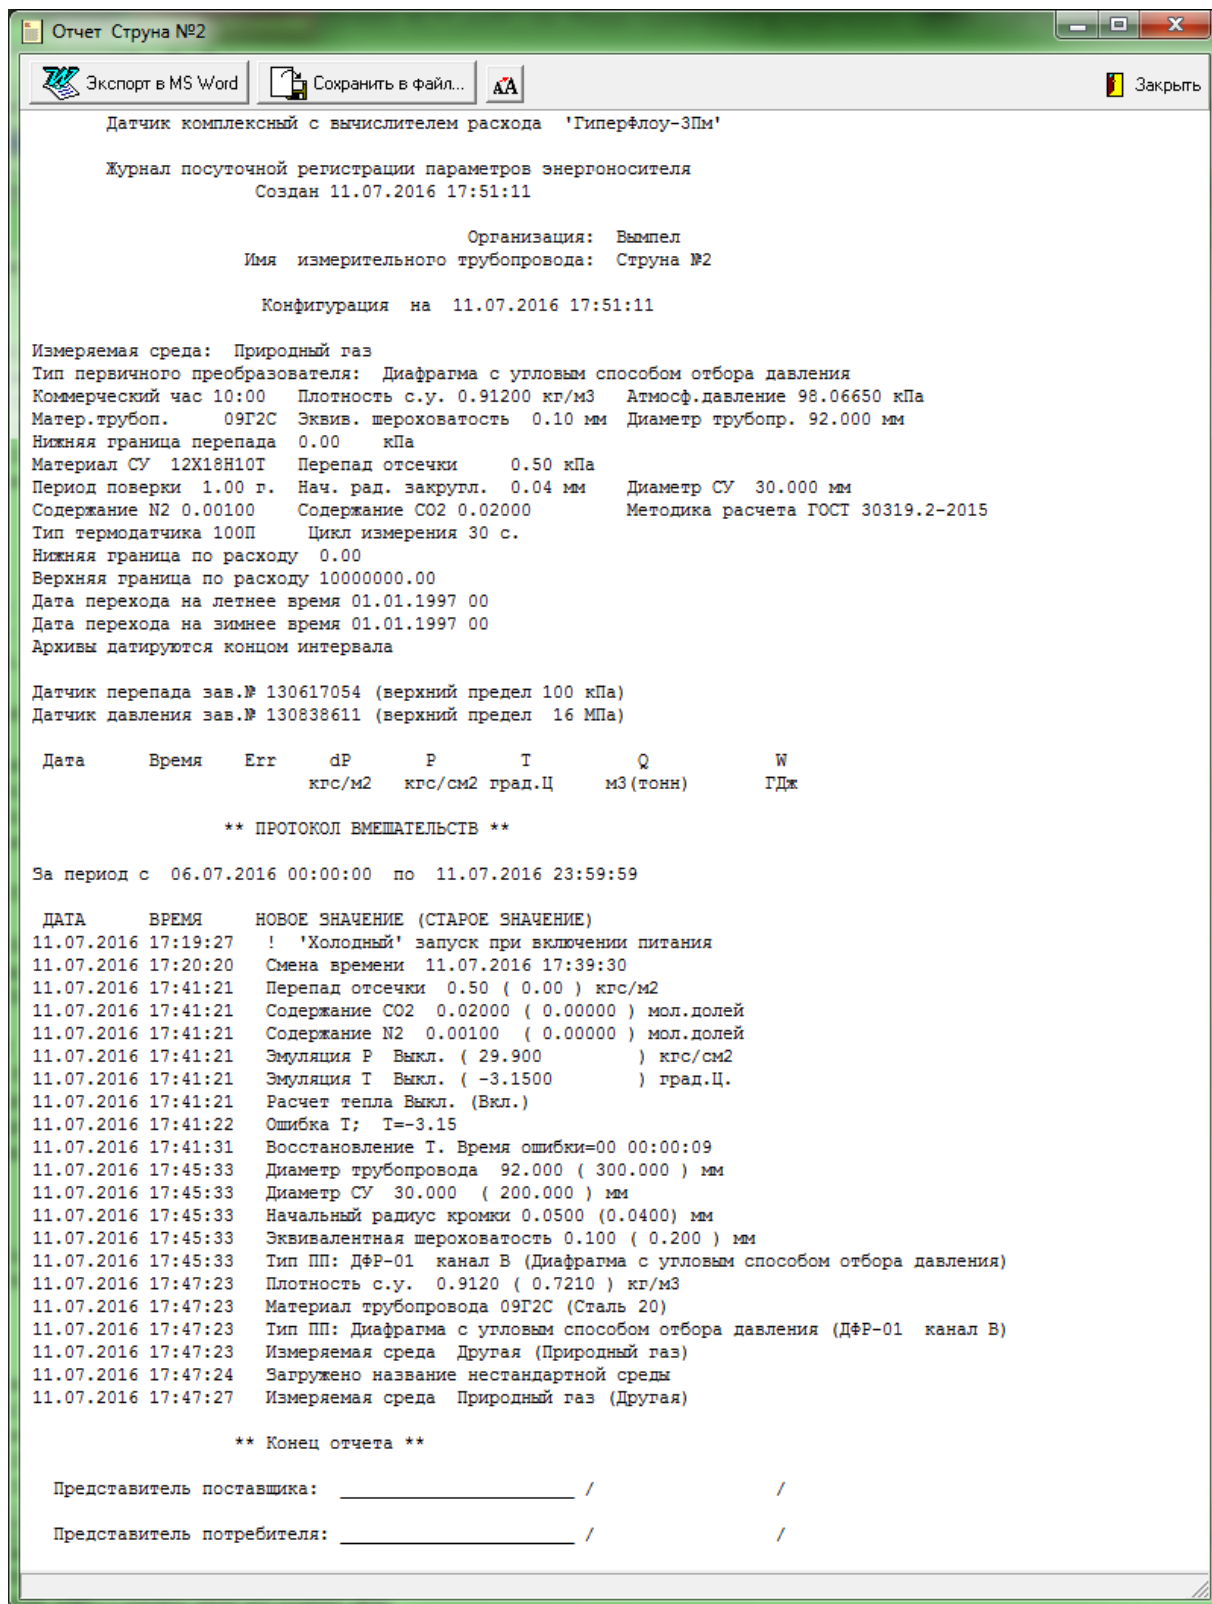 Отчет Струна №2
Экспорт в MS Word Сохранить в файл... AA Закрыть
Датчик комплексный с вычислителем расхода 'ГиперФлоу-3Пм'
Журнал посуточной регистрации параметров энергоносителя
Создан 11.07.2016 17:51:11
Организация: Вымпел
Имя измерительного трубопровода: Струна №2
Конфигурация на 11.07.2016 17:51:11
Измеряемая среда: Природный газ
Тип первичного преобразователя: Диафрагма с угловым способом отбора давления
Коммерческий час 10:00 Плотность с.у. 0.91200 кг/м3 Атмосф.давление 98.06650 кПа
Матер.трубоп. 09Г2С Эквив. шероховатость 0.10 мм Диаметр трубопр. 92.000 мм
Нижняя граница перепада 0.00 кПа
Материал СУ 12Х18Н10Т Перепад отсечки 0.50 кПа
Период поверки 1.00 г. Нач. рад. закругл. 0.04 мм Диаметр СУ 30.000 мм
Содержание N2 0.00100 Содержание CO2 0.02000 Методика расчета ГОСТ 30319.2-2015
Тип термодатчика 100П Цикл измерения 30 с.
Нижняя граница по расходу 0.00
Верхняя граница по расходу 10000000.00
Дата перехода на летнее время 01.01.1997 00
Дата перехода на зимнее время 01.01.1997 00
Архивы датируются концом интервала
Датчик перепада зав.№ 130617054 (верхний предел 100 кПа)
Датчик давления зав.№ 130838611 (верхний предел 16 МПа)
Дата Время Err dP P T Q W
кгс/м2 кгс/см2 град.Ц м3(тонн) ГДж
** ПРОТОКОЛ ВМЕШАТЕЛЬСТВ **
За период с 06.07.2016 00:00:00 по 11.07.2016 23:59:59
ДАТА ВРЕМЯ НОВОЕ ЗНАЧЕНИЕ (СТАРОЕ ЗНАЧЕНИЕ)
11.07.2016 17:19:27 ! 'Холодный' запуск при включении питания
11.07.2016 17:20:20 Смена времени 11.07.2016 17:39:30
11.07.2016 17:41:21 Перепад отсечки 0.50 ( 0.00 ) кгс/м2
11.07.2016 17:41:21 Содержание CO2 0.02000 ( 0.00000 ) мол.долей
11.07.2016 17:41:21 Содержание N2 0.00100 ( 0.00000 ) мол.долей
11.07.2016 17:41:21 Эмуляция P Выкл. ( 29.900 ) кгс/см2
11.07.2016 17:41:21 Эмуляция T Выкл. ( -3.1500 ) град.Ц.
11.07.2016 17:41:21 Расчет тепла Выкл. (Вкл.)
11.07.2016 17:41:22 Ошибка T; T=-3.15
11.07.2016 17:41:31 Восстановление T. Время ошибки=00 00:00:09
11.07.2016 17:45:33 Диаметр трубопровода 92.000 ( 300.000 ) мм
11.07.2016 17:45:33 Диаметр СУ 30.000 ( 200.000 ) мм
11.07.2016 17:45:33 Начальный радиус кромки 0.0500 (0.0400) мм
11.07.2016 17:45:33 Эквивалентная шероховатость 0.100 ( 0.200 ) мм
11.07.2016 17:45:33 Тип ПП: ДФР-01 канал В (Диафрагма с угловым способом отбора давления)
11.07.2016 17:47:23 Плотность с.у. 0.9120 ( 0.7210 ) кг/м3
11.07.2016 17:47:23 Материал трубопровода 09Г2С (Сталь 20)
11.07.2016 17:47:23 Тип ПП: Диафрагма с угловым способом отбора давления (ДФР-01 канал В)
11.07.2016 17:47:23 Измеряемая среда Другая (Природный газ)
11.07.2016 17:47:24 Загружено название нестандартной среды
11.07.2016 17:47:27 Измеряемая среда Природный газ (Другая)
** Конец отчета **
Представитель поставщика: ______________________ / /
Представитель потребителя: ______________________ / /